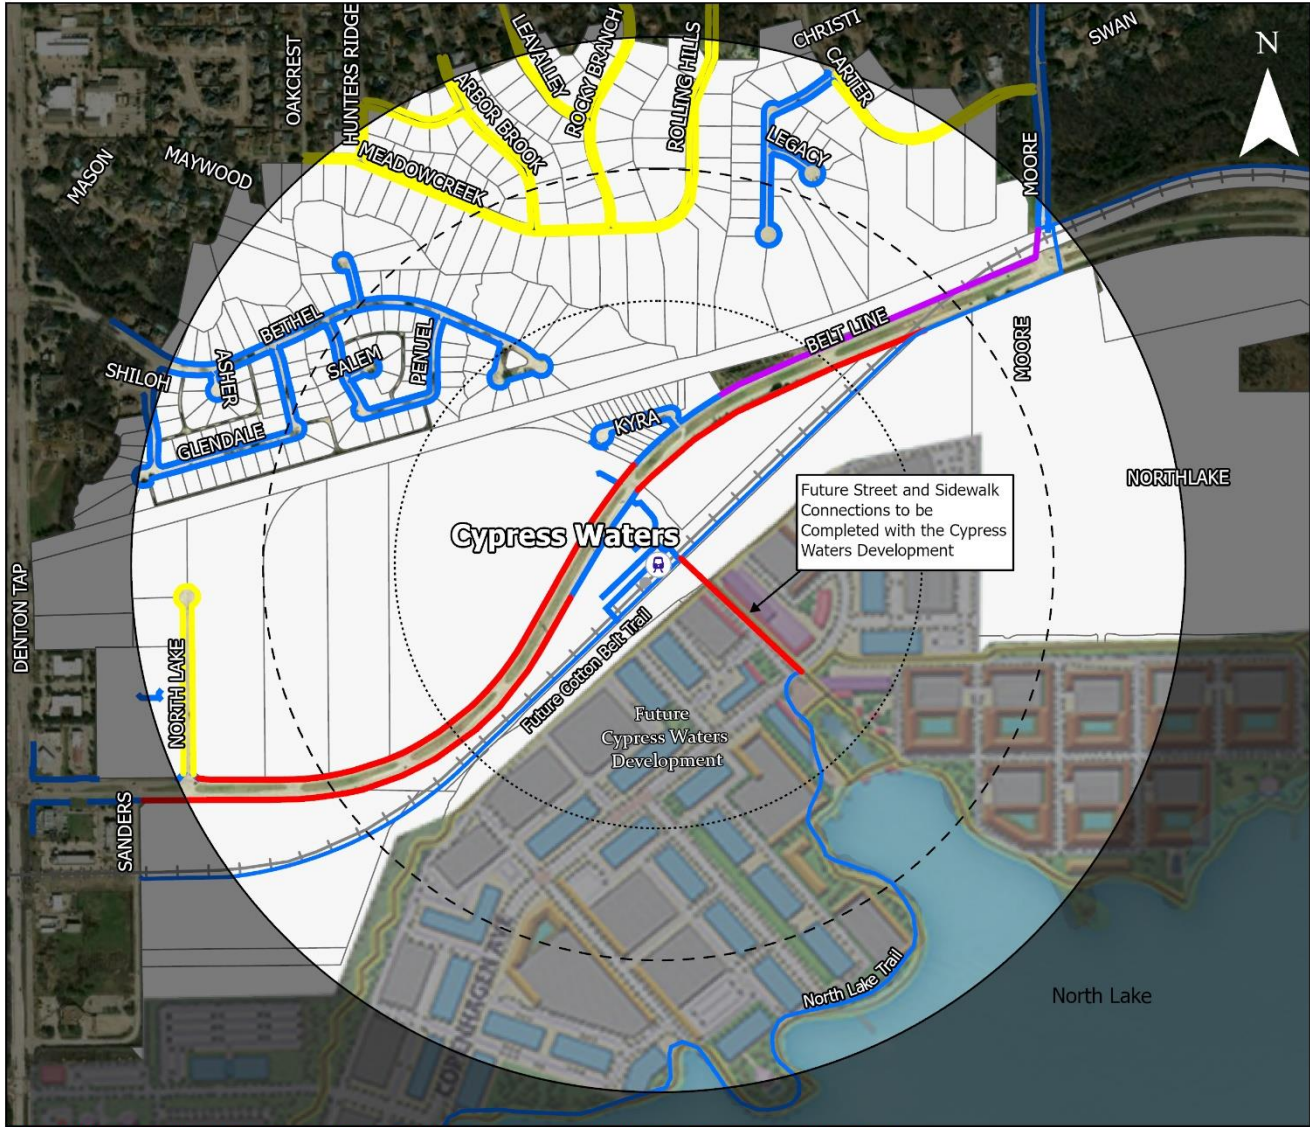 N
SWAN
CHRISTI
CARTER
LEAVALLEY
ROCKY BRANCH
ROLLING HILLS
OAKCREST
HUNTERS RIDGE
ARBOR BROOK
MEADOWCREEK
MASON
MAYWOOD
LEGACY
MOORE
BETHEL
SHILOH
ASHER
SALEM
PENUEL
GLENDALE
BELT LINE
MOORE
KYRA
NORTHLAKE
Future Street and Sidewalk
Connections to be
Completed with the Cypress
Waters Development
Cypress Waters
DENTON TAP
NORTH LAKE
Future Cotton Belt Trail
Future
Cypress Waters
Development
SANDERS
COPENHAGEN AVE
North Lake Trail
North Lake